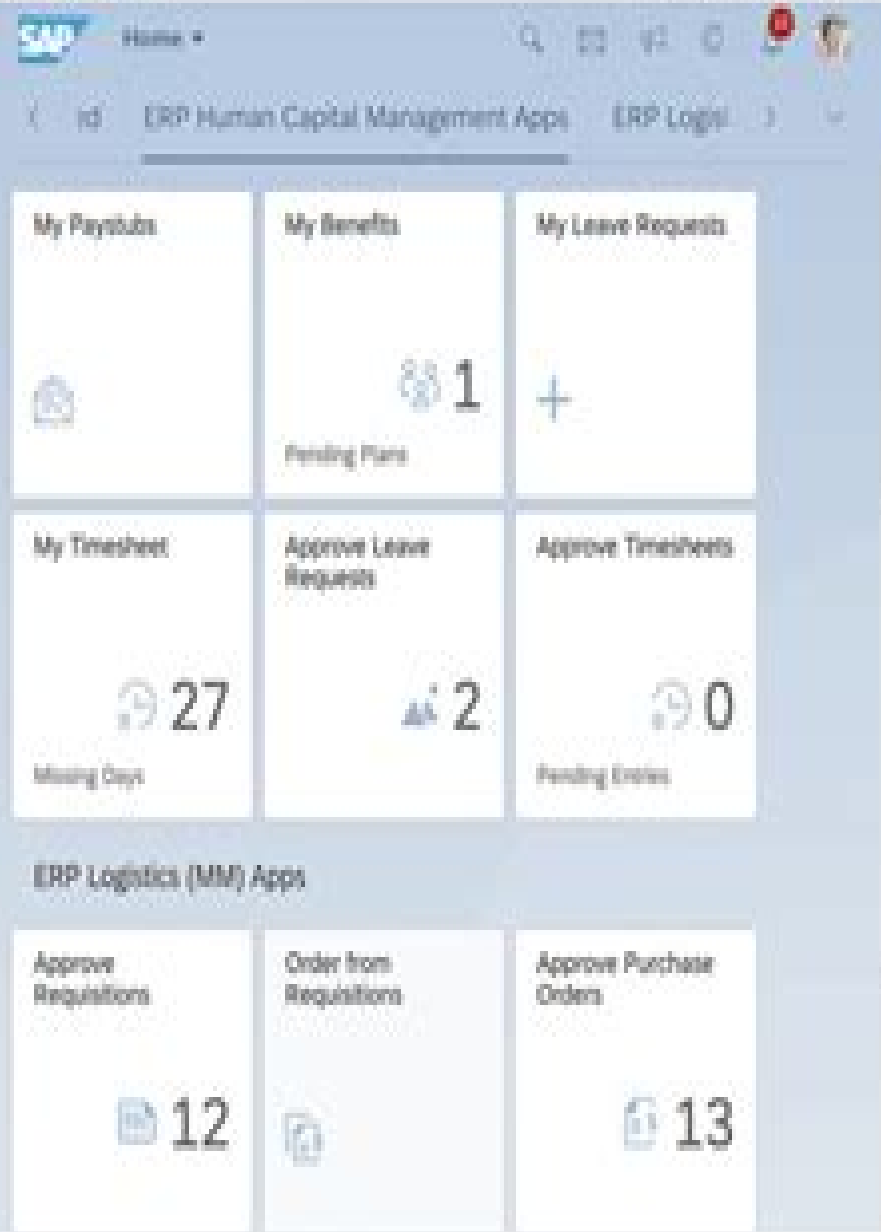 SAP
Home
rd
ERP Human Capital Management Apps
ERP Logis
My Paystubs
My Benefits
My Leave Requests
1
Pending Plans
My Timesheet
Approve Leave
Requests
Approve Timesheets
27
2
0
Missing Days
Pending Entries
ERP Logistics (MM) Apps
Approve
Requisitions
Order from
Requisitions
Approve Purchase
Orders
12
13